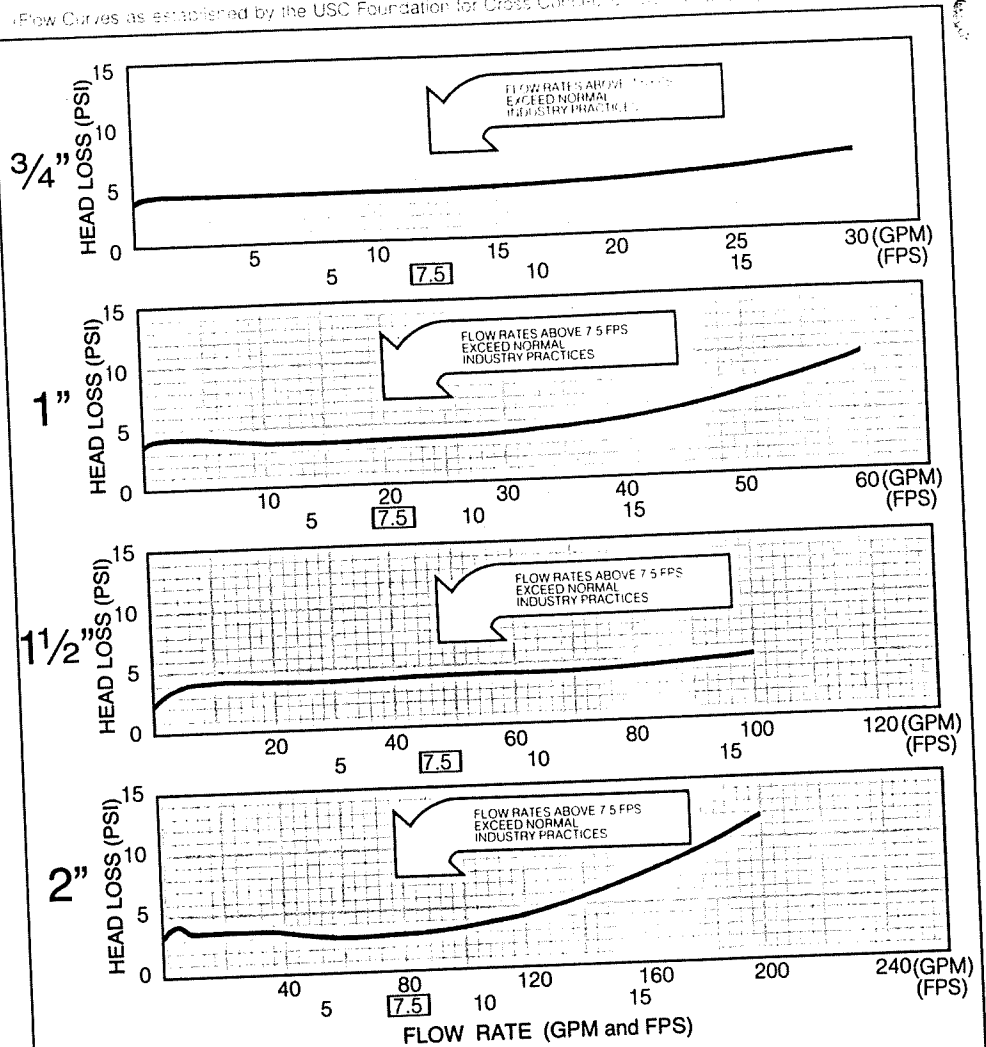 Flow Curves as established by the USC Foundation for Cross
3/4"
HEAD LOSS (PSI)
15
10
5
0
FLOW RATES ABOVE 7.5 FPS
EXCEED NORMAL
INDUSTRY PRACTICES
5 10 15 20 25 30 (GPM)
5 7.5 10 15 (FPS)
1"
HEAD LOSS (PSI)
15
10
5
0
FLOW RATES ABOVE 7.5 FPS
EXCEED NORMAL
INDUSTRY PRACTICES
10 20 30 40 50 60 (GPM)
5 7.5 10 15 (FPS)
1 1/2"
HEAD LOSS (PSI)
15
10
5
0
FLOW RATES ABOVE 7.5 FPS
EXCEED NORMAL
INDUSTRY PRACTICES
20 40 60 80 100 120 (GPM)
5 7.5 10 15 (FPS)
2"
HEAD LOSS (PSI)
15
10
5
0
FLOW RATES ABOVE 7.5 FPS
EXCEED NORMAL
INDUSTRY PRACTICES
40 80 120 160 200 240 (GPM)
5 7.5 10 15 (FPS)
FLOW RATE (GPM and FPS)